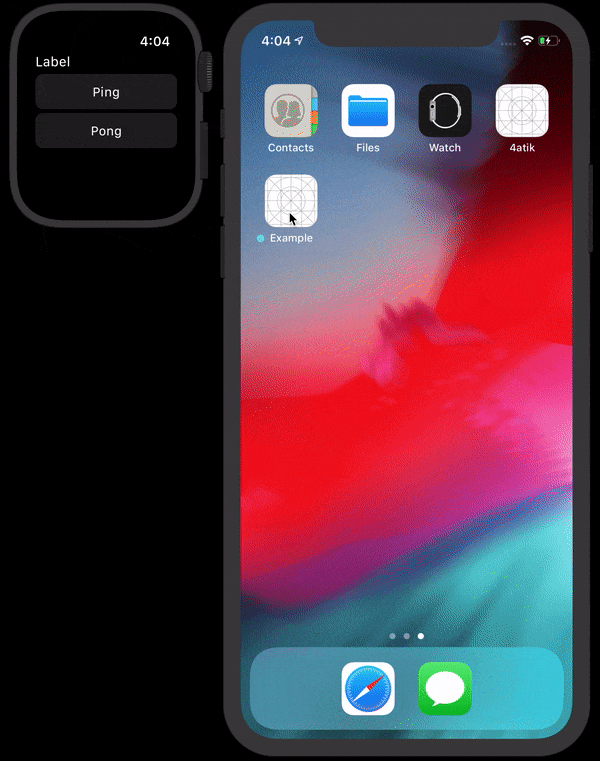 4:04
Label
Ping
Pong
4:04
Contacts
Files
Watch
4atik
Example